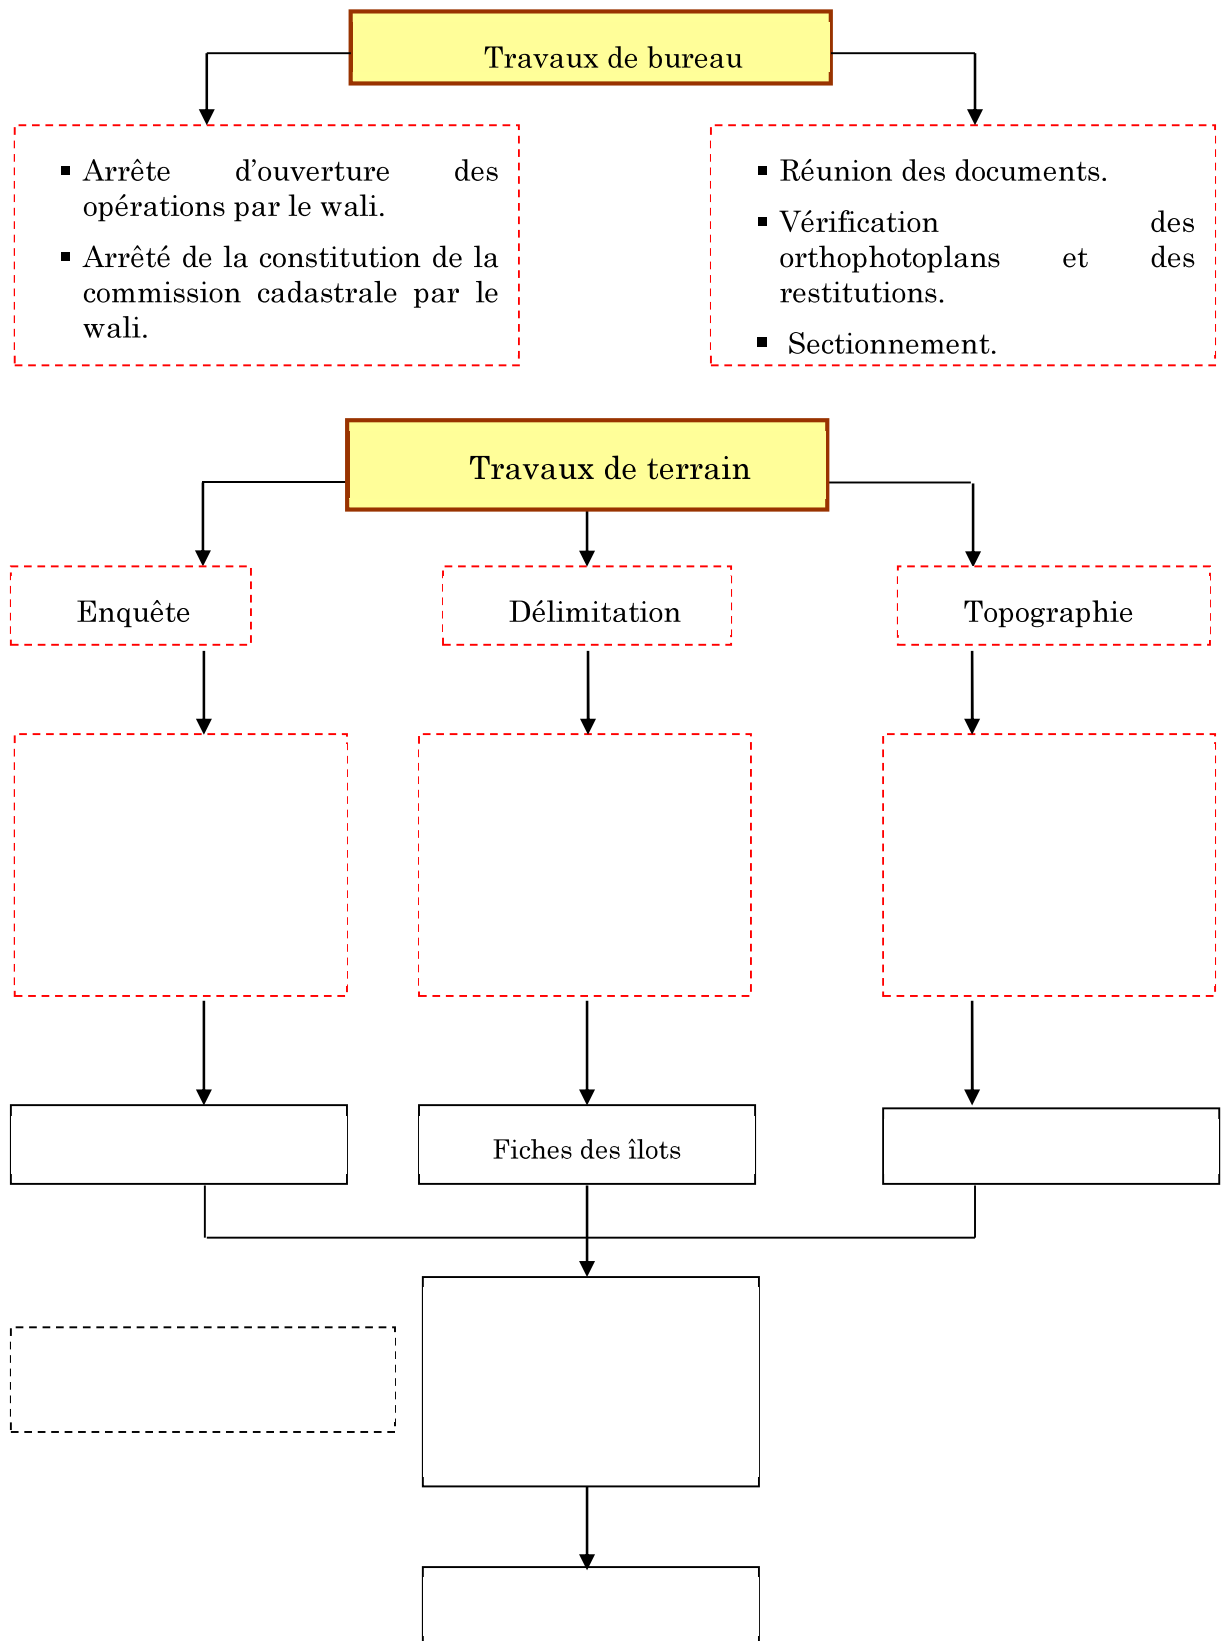 Travaux de bureau
▪ Arrête d'ouverture des
opérations par le wali.
▪ Arrêté de la constitution de la
commission cadastrale par le
wali.
▪ Réunion des documents.
▪ Vérification des
orthophotoplans et des
restitutions.
▪ Sectionnement.
Travaux de terrain
Enquête
Délimitation
Topographie
Fiches des îlots